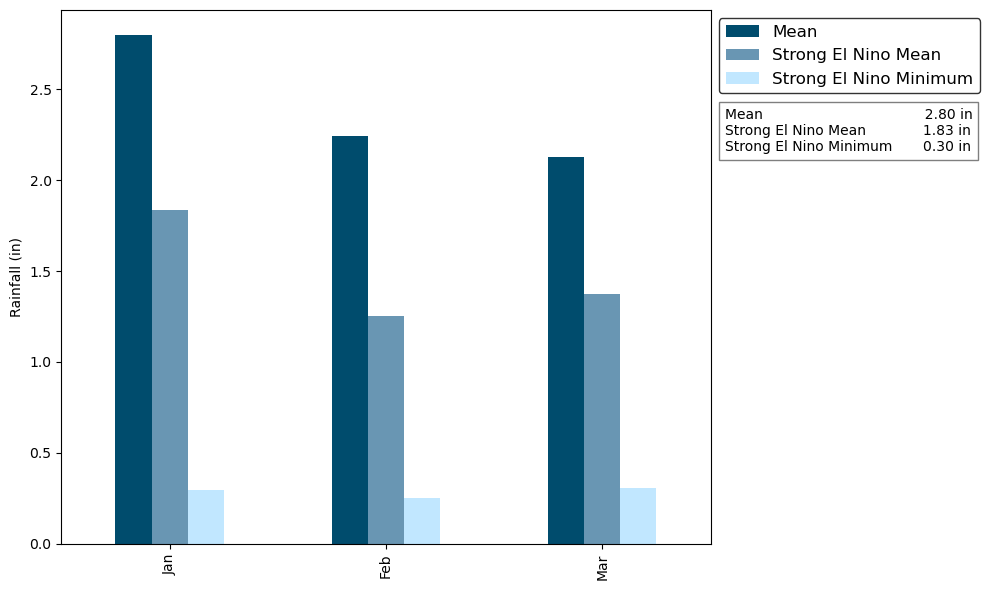 Mean
Strong El Nino Mean
Strong El Nino Minimum
Mean 2.80 in
Strong El Nino Mean 1.83 in
Strong El Nino Minimum 0.30 in
Rainfall (in)
2.5
2.0
1.5
1.0
0.5
0.0
Jan
Feb
Mar